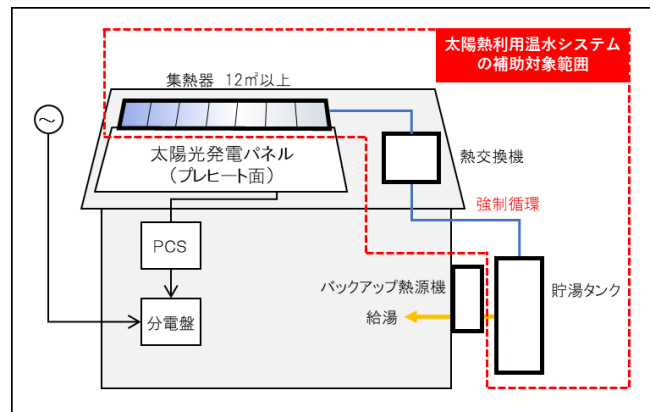 太陽熱利用温水システム
の補助対象範囲
集熱器 12㎡以上
太陽光発電パネル
（プレヒート面）
熱交換機
強制循環
PCS
バックアップ熱源機
貯湯タンク
分電盤
給湯